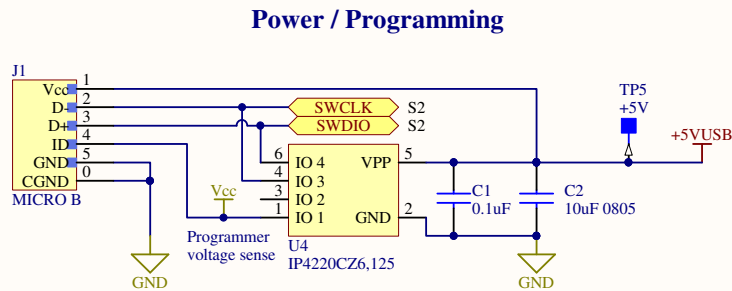 Power / Programming
J1
Vcc 1
D- 2
D+ 3
ID 4
GND 5
CGND 0
MICRO B
SWCLK S2
SWDIO S2
TP5
+5V
+5VUSB
6 IO 4 VPP 5
4 IO 3
3 IO 2
1 IO 1 GND 2
Vcc
Programmer
voltage sense
U4
IP4220CZ6,125
C1
0.1uF
C2
10uF 0805
GND
GND